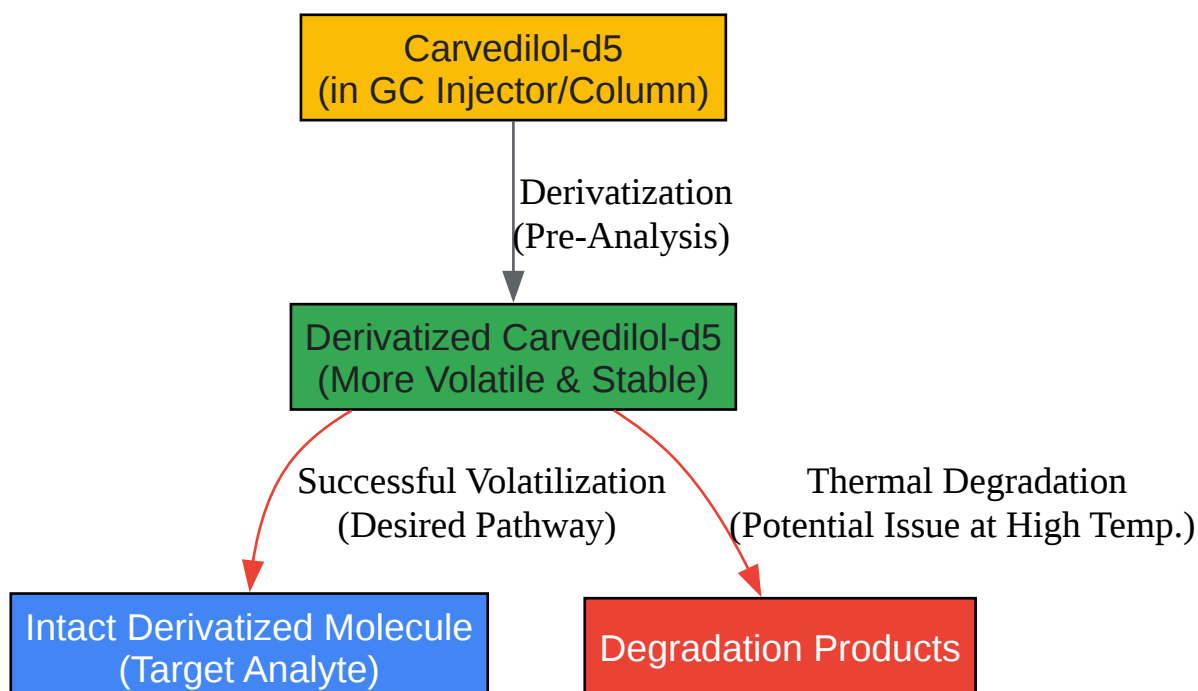 Carvedilol-d5
(in GC Injector/Column)
Derivatization
(Pre-Analysis)
Derivatized Carvedilol-d5
(More Volatile & Stable)
Successful Volatilization
(Desired Pathway)
Thermal Degradation
(Potential Issue at High Temp.)
Intact Derivatized Molecule
(Target Analyte)
Degradation Products